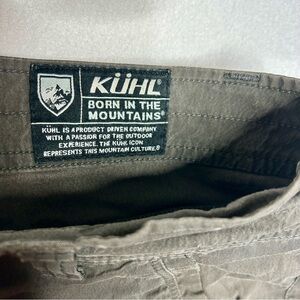 KÜHL®
BORN IN THE
MOUNTAINS®
KÜHL IS A PRODUCT DRIVEN COMPANY
WITH A PASSION FOR THE OUTDOOR
EXPERIENCE. THE KÜHL ICON
REPRESENTS THIS MOUNTAIN CULTURE.®